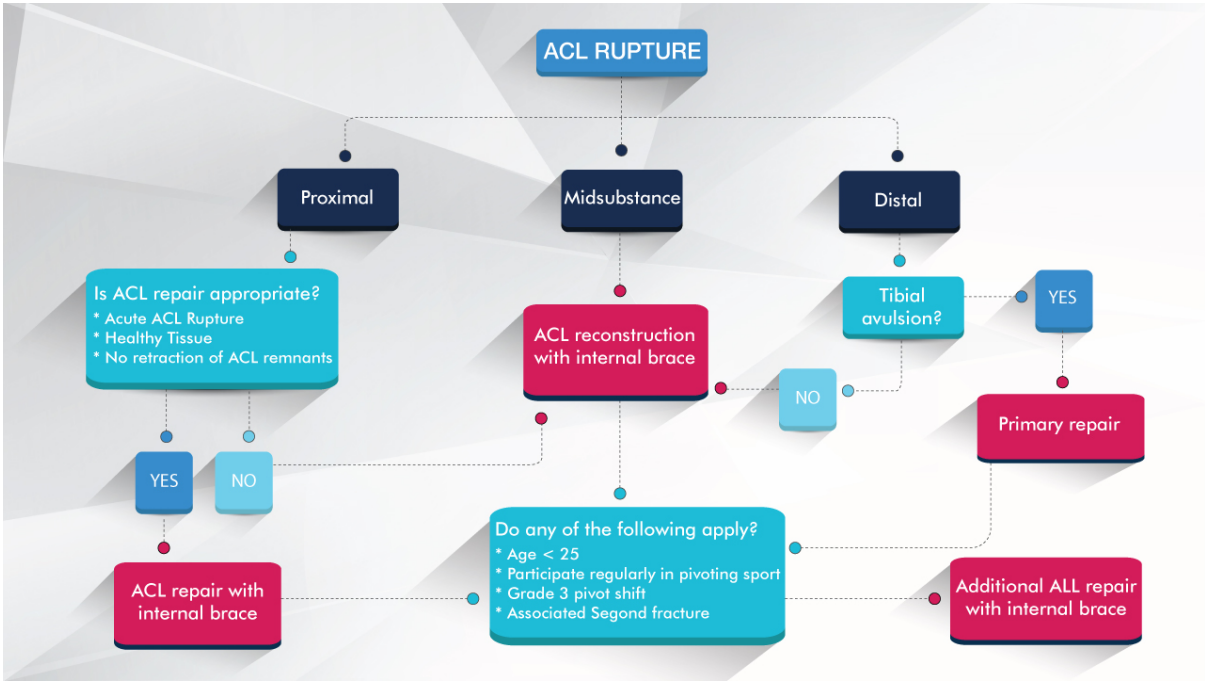 ACL RUPTURE
Proximal
Midsubstance
Distal
Is ACL repair appropriate?
* Acute ACL Rupture
* Healthy Tissue
* No retraction of ACL remnants
ACL reconstruction
with internal brace
Tibial
avulsion?
YES
NO
Primary repair
YES
NO
Do any of the following apply?
* Age < 25
* Participate regularly in pivoting sport
* Grade 3 pivot shift
* Associated Segond fracture
ACL repair with
internal brace
Additional ALL repair
with internal brace